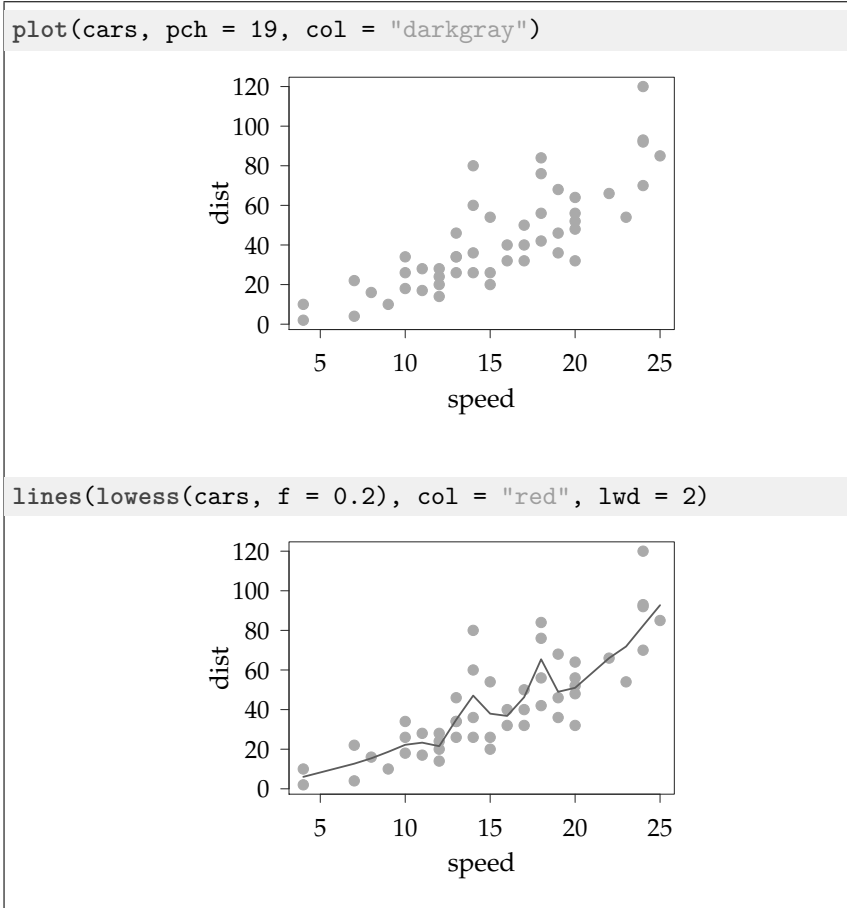 plot(cars, pch = 19, col = "darkgray")
120
100
80
60
40
20
0
dist
5 10 15 20 25
speed
lines(lowess(cars, f = 0.2), col = "red", lwd = 2)
120
100
80
60
40
20
0
dist
5 10 15 20 25
speed